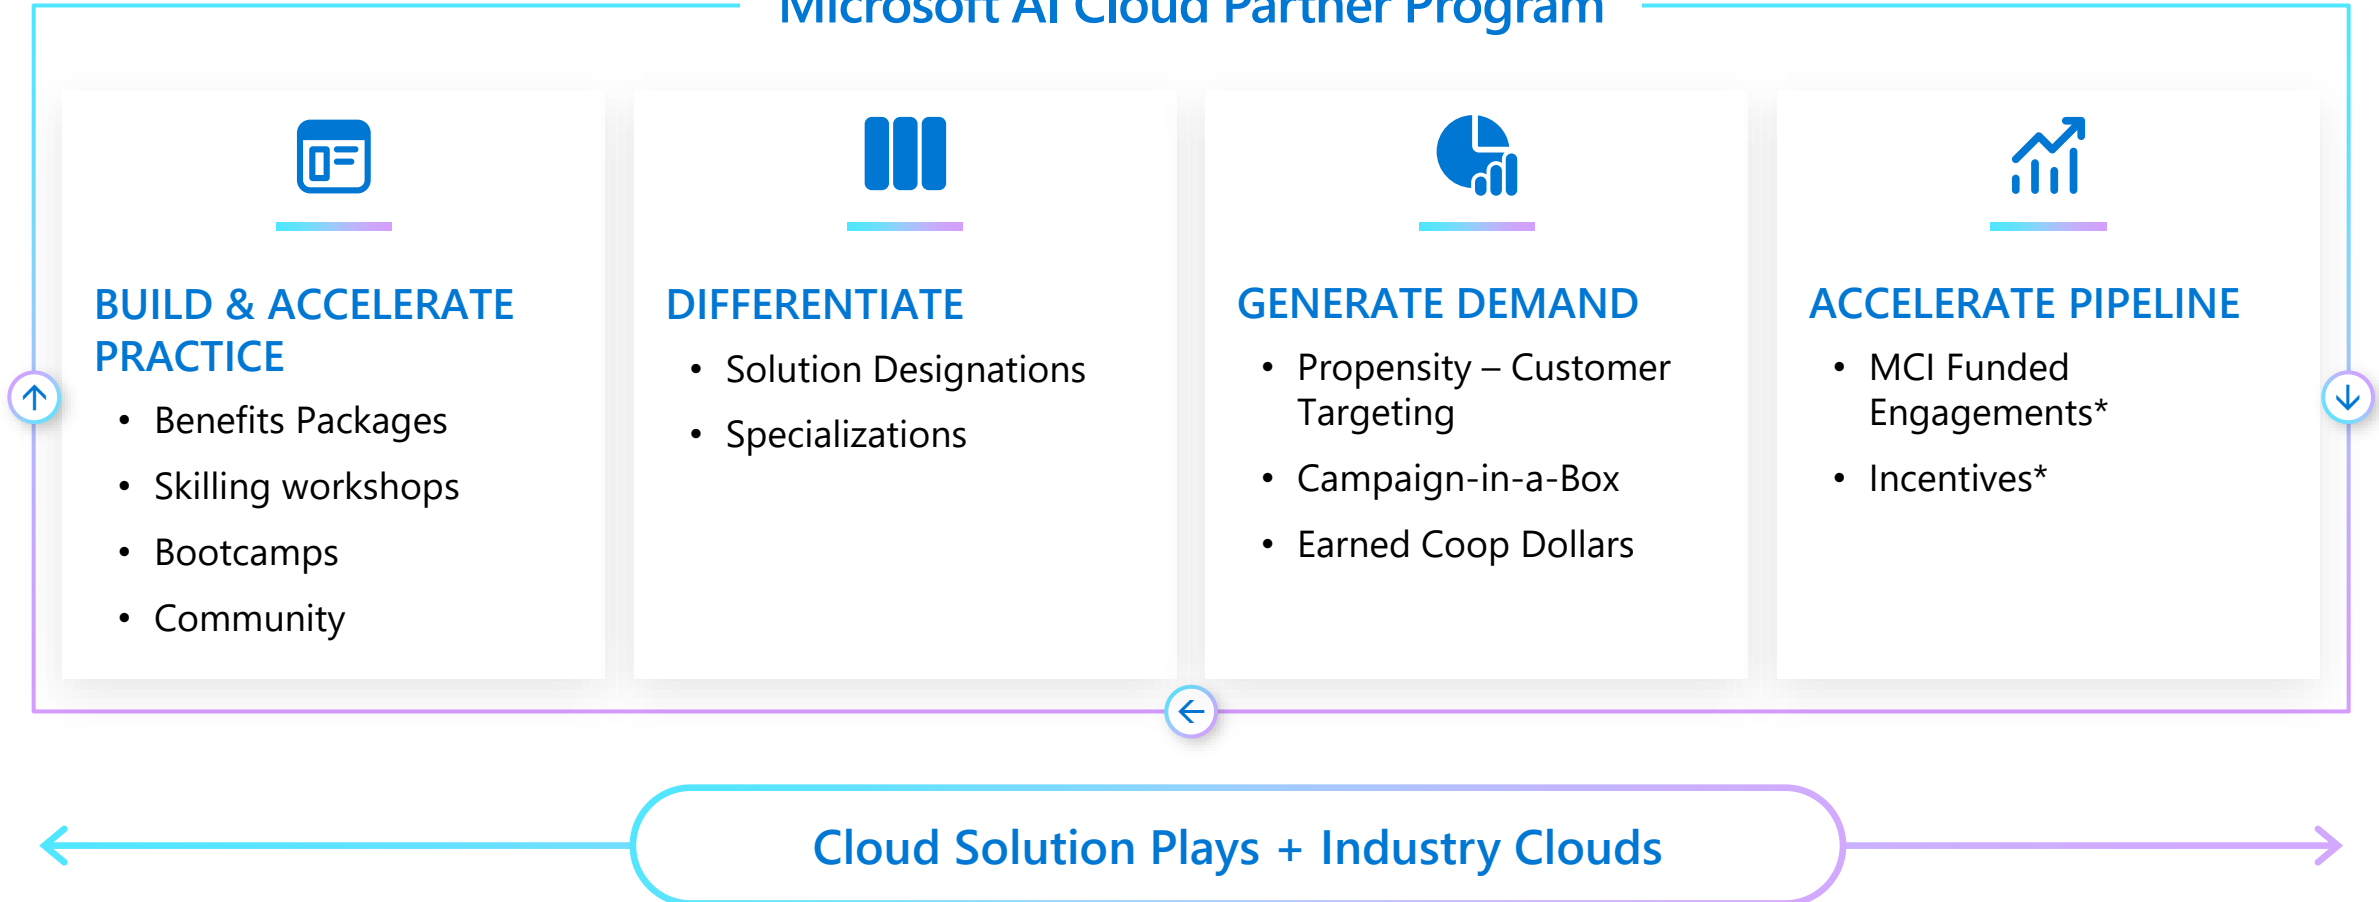 Microsoft AI Cloud Partner Program
BUILD & ACCELERATE
PRACTICE
• Benefits Packages
• Skilling workshops
• Bootcamps
• Community
DIFFERENTIATE
• Solution Designations
• Specializations
GENERATE DEMAND
• Propensity – Customer
Targeting
• Campaign-in-a-Box
• Earned Coop Dollars
ACCELERATE PIPELINE
• MCI Funded
Engagements*
• Incentives*
Cloud Solution Plays + Industry Clouds